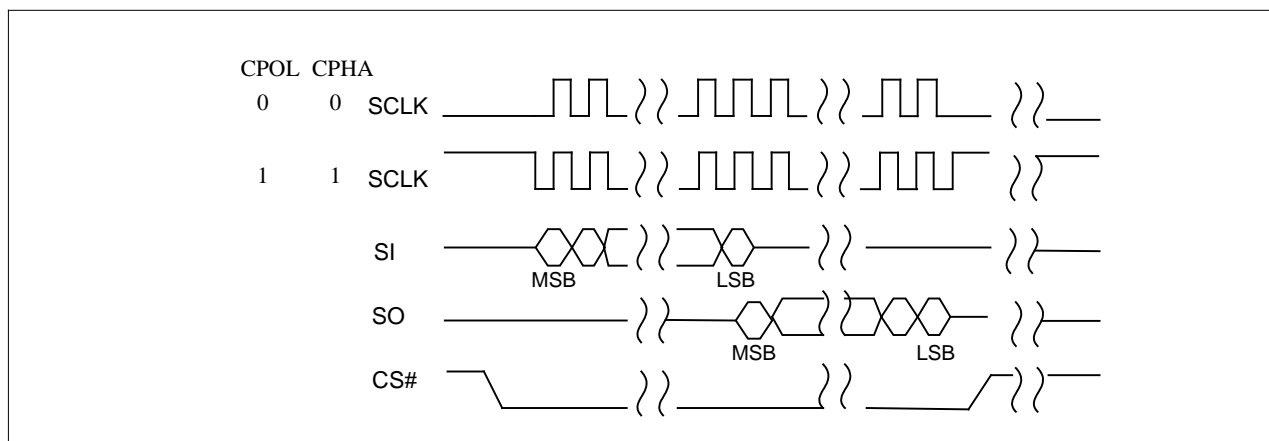 CPOL CPHA
0 0 SCLK
1 1 SCLK
SI
MSB LSB
SO
MSB LSB
CS#